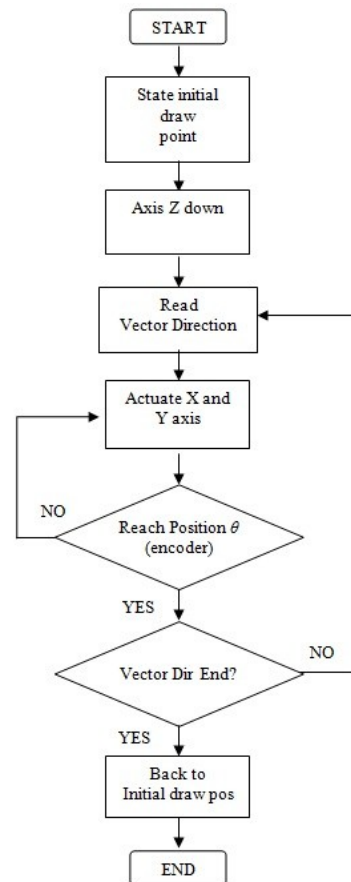 START
State initial
draw
point
Axis Z down
Read
Vector Direction
Actuate X and
Y axis
NO
Reach Position θ
(encoder)
YES
Vector Dir End?
NO
YES
Back to
Initial draw pos
END